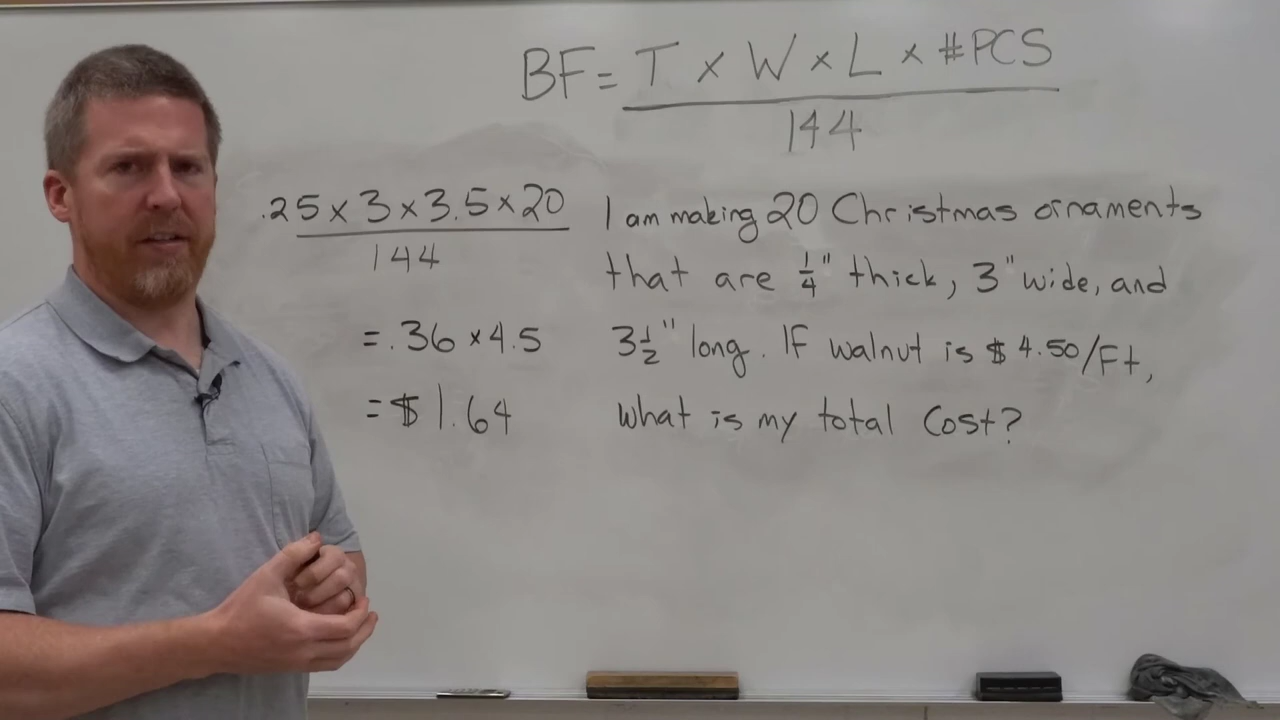 BF = T x W x L x #PCS
144
.25 x 3 x 3.5 x 20
144
= .36 x 4.5
= $1.64
I am making 20 Christmas ornaments
that are 1/4" thick, 3" wide, and
3 1/2" long. If walnut is $4.50/Ft,
what is my total Cost?